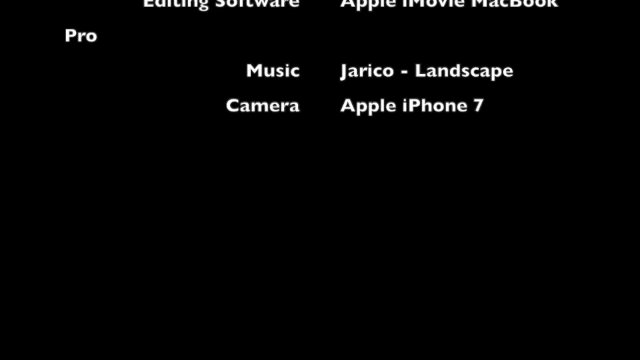 Editing Software Apple iMovie MacBook
Pro
Music Jarico - Landscape
Camera Apple iPhone 7